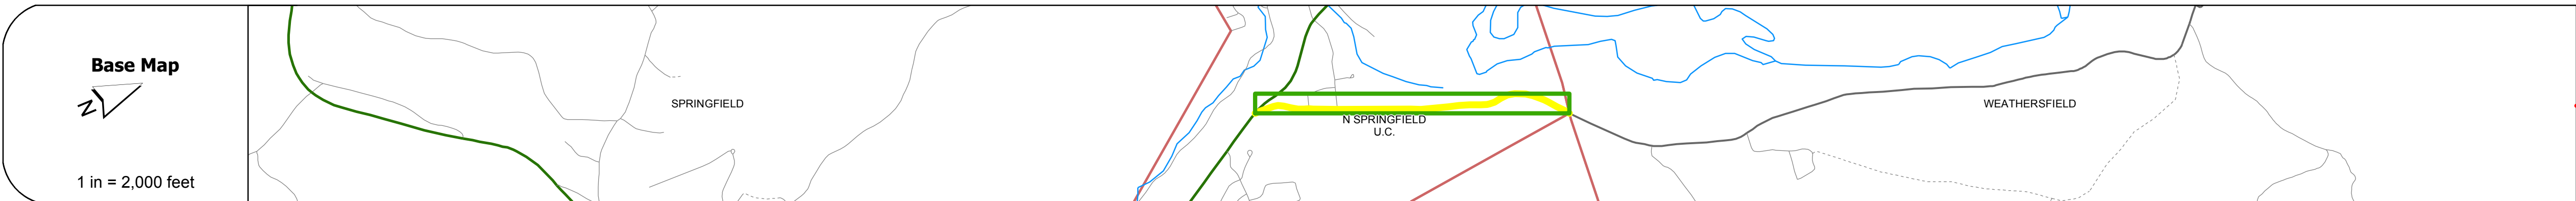 Base Map
N
1 in = 2,000 feet
SPRINGFIELD
N SPRINGFIELD
U.C.
WEATHERSFIELD